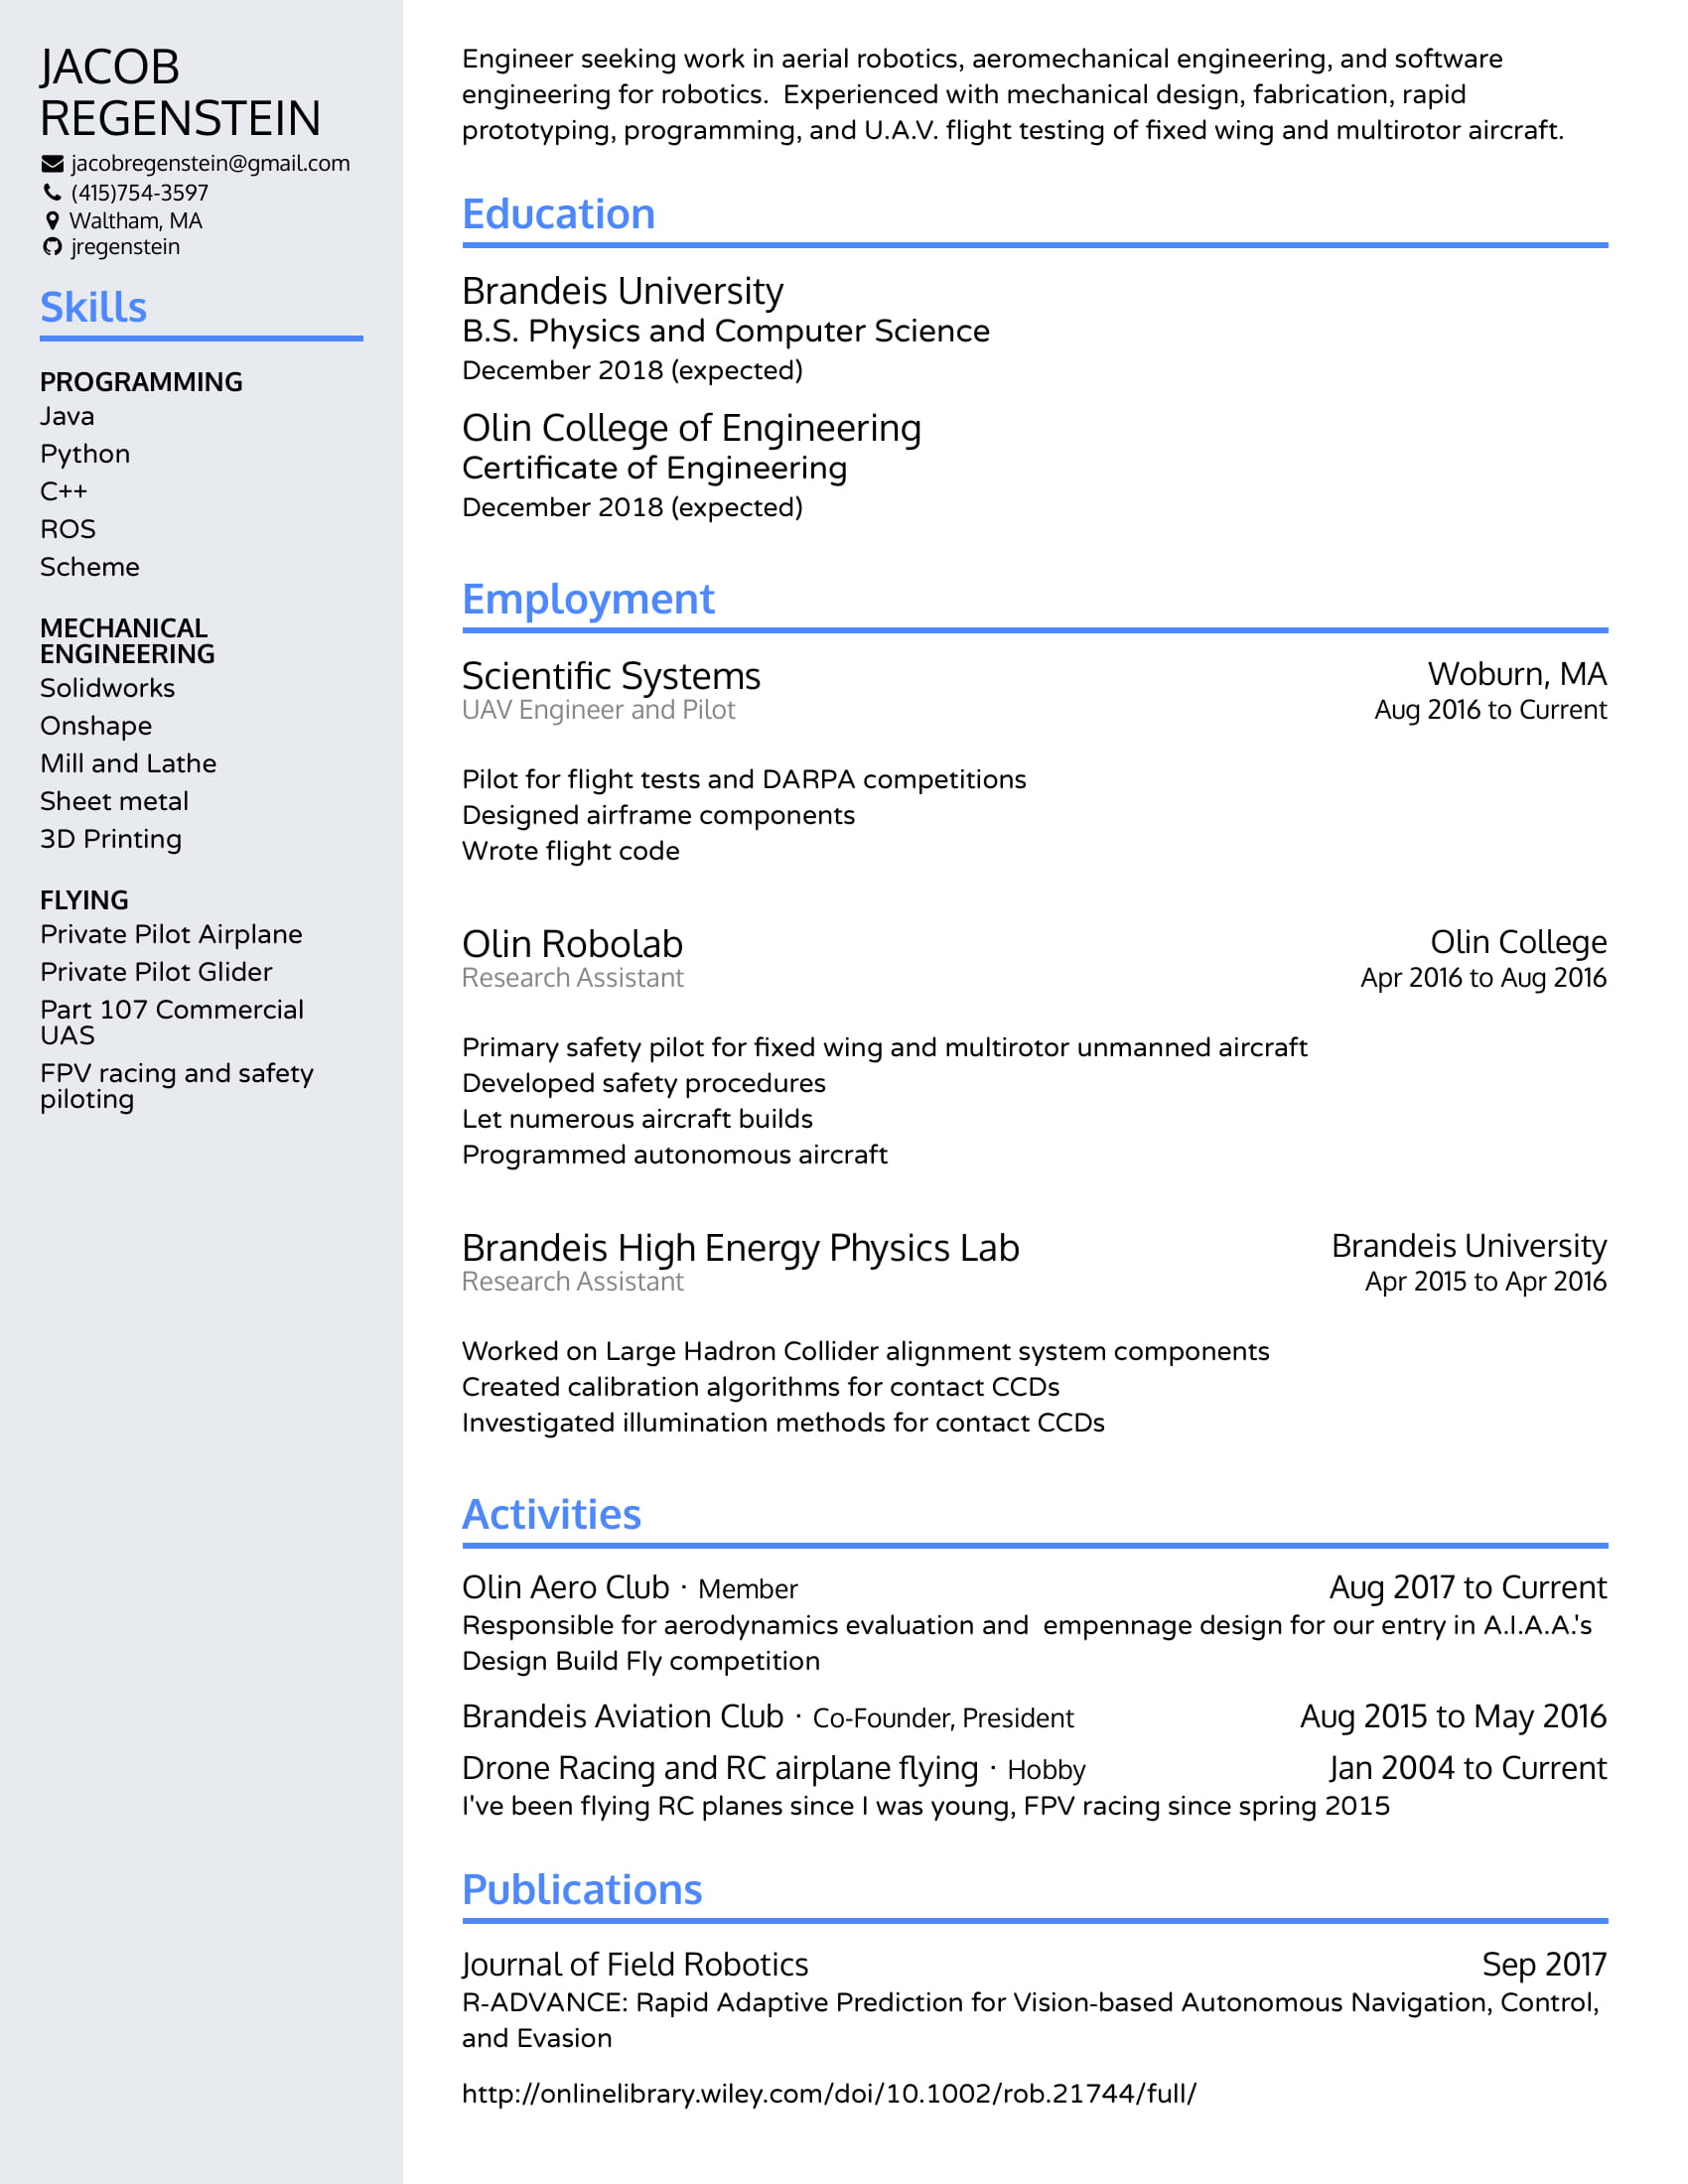 JACOB
REGENSTEIN
jacobregenstein@gmail.com
(415)754-3597
Waltham, MA
jregenstein
Skills
PROGRAMMING
Java
Python
C++
ROS
Scheme
MECHANICAL
ENGINEERING
Solidworks
Onshape
Mill and Lathe
Sheet metal
3D Printing
FLYING
Private Pilot Airplane
Private Pilot Glider
Part 107 Commercial
UAS
FPV racing and safety
piloting
Engineer seeking work in aerial robotics, aeromechanical engineering, and software
engineering for robotics.  Experienced with mechanical design, fabrication, rapid
prototyping, programming, and U.A.V. flight testing of fixed wing and multirotor aircraft.
Education
Brandeis University
B.S. Physics and Computer Science
December 2018 (expected)
Olin College of Engineering
Certificate of Engineering
December 2018 (expected)
Employment
Scientific Systems Woburn, MA
UAV Engineer and Pilot Aug 2016 to Current
Pilot for flight tests and DARPA competitions
Designed airframe components
Wrote flight code
Olin Robolab Olin College
Research Assistant Apr 2016 to Aug 2016
Primary safety pilot for fixed wing and multirotor unmanned aircraft
Developed safety procedures
Let numerous aircraft builds
Programmed autonomous aircraft
Brandeis High Energy Physics Lab Brandeis University
Research Assistant Apr 2015 to Apr 2016
Worked on Large Hadron Collider alignment system components
Created calibration algorithms for contact CCDs
Investigated illumination methods for contact CCDs
Activities
Olin Aero Club · Member Aug 2017 to Current
Responsible for aerodynamics evaluation and  empennage design for our entry in A.I.A.A.'s
Design Build Fly competition
Brandeis Aviation Club · Co-Founder, President Aug 2015 to May 2016
Drone Racing and RC airplane flying · Hobby Jan 2004 to Current
I've been flying RC planes since I was young, FPV racing since spring 2015
Publications
Journal of Field Robotics Sep 2017
R-ADVANCE: Rapid Adaptive Prediction for Vision-based Autonomous Navigation, Control,
and Evasion
http://onlinelibrary.wiley.com/doi/10.1002/rob.21744/full/